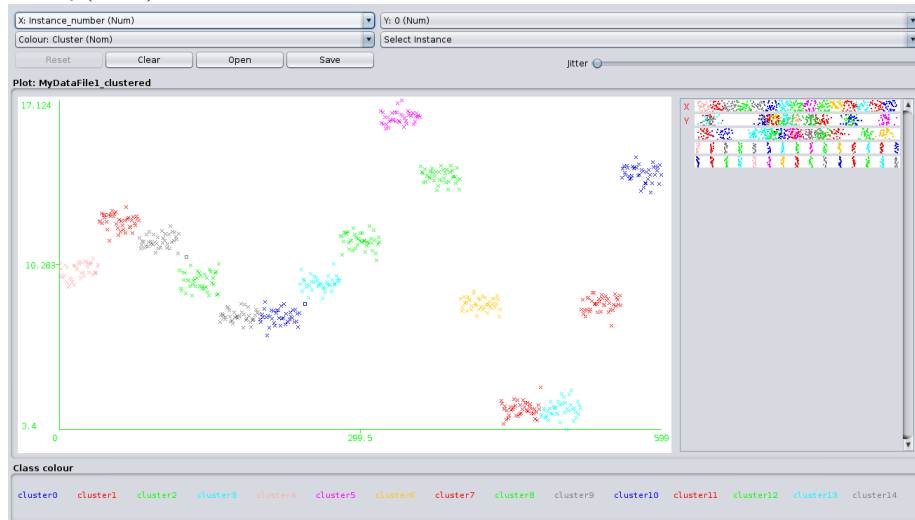 X: Instance_number (Num)
Y: 0 (Num)
Colour: Cluster (Nom)
Select Instance
Reset
Clear
Open
Save
Jitter
Plot: MyDataFile1_clustered
17.124
10.263
3.4
0
299.5
599
X
Y
Class colour
cluster0 cluster1 cluster2 cluster3 cluster4 cluster5 cluster6 cluster7 cluster8 cluster9 cluster10 cluster11 cluster12 cluster13 cluster14